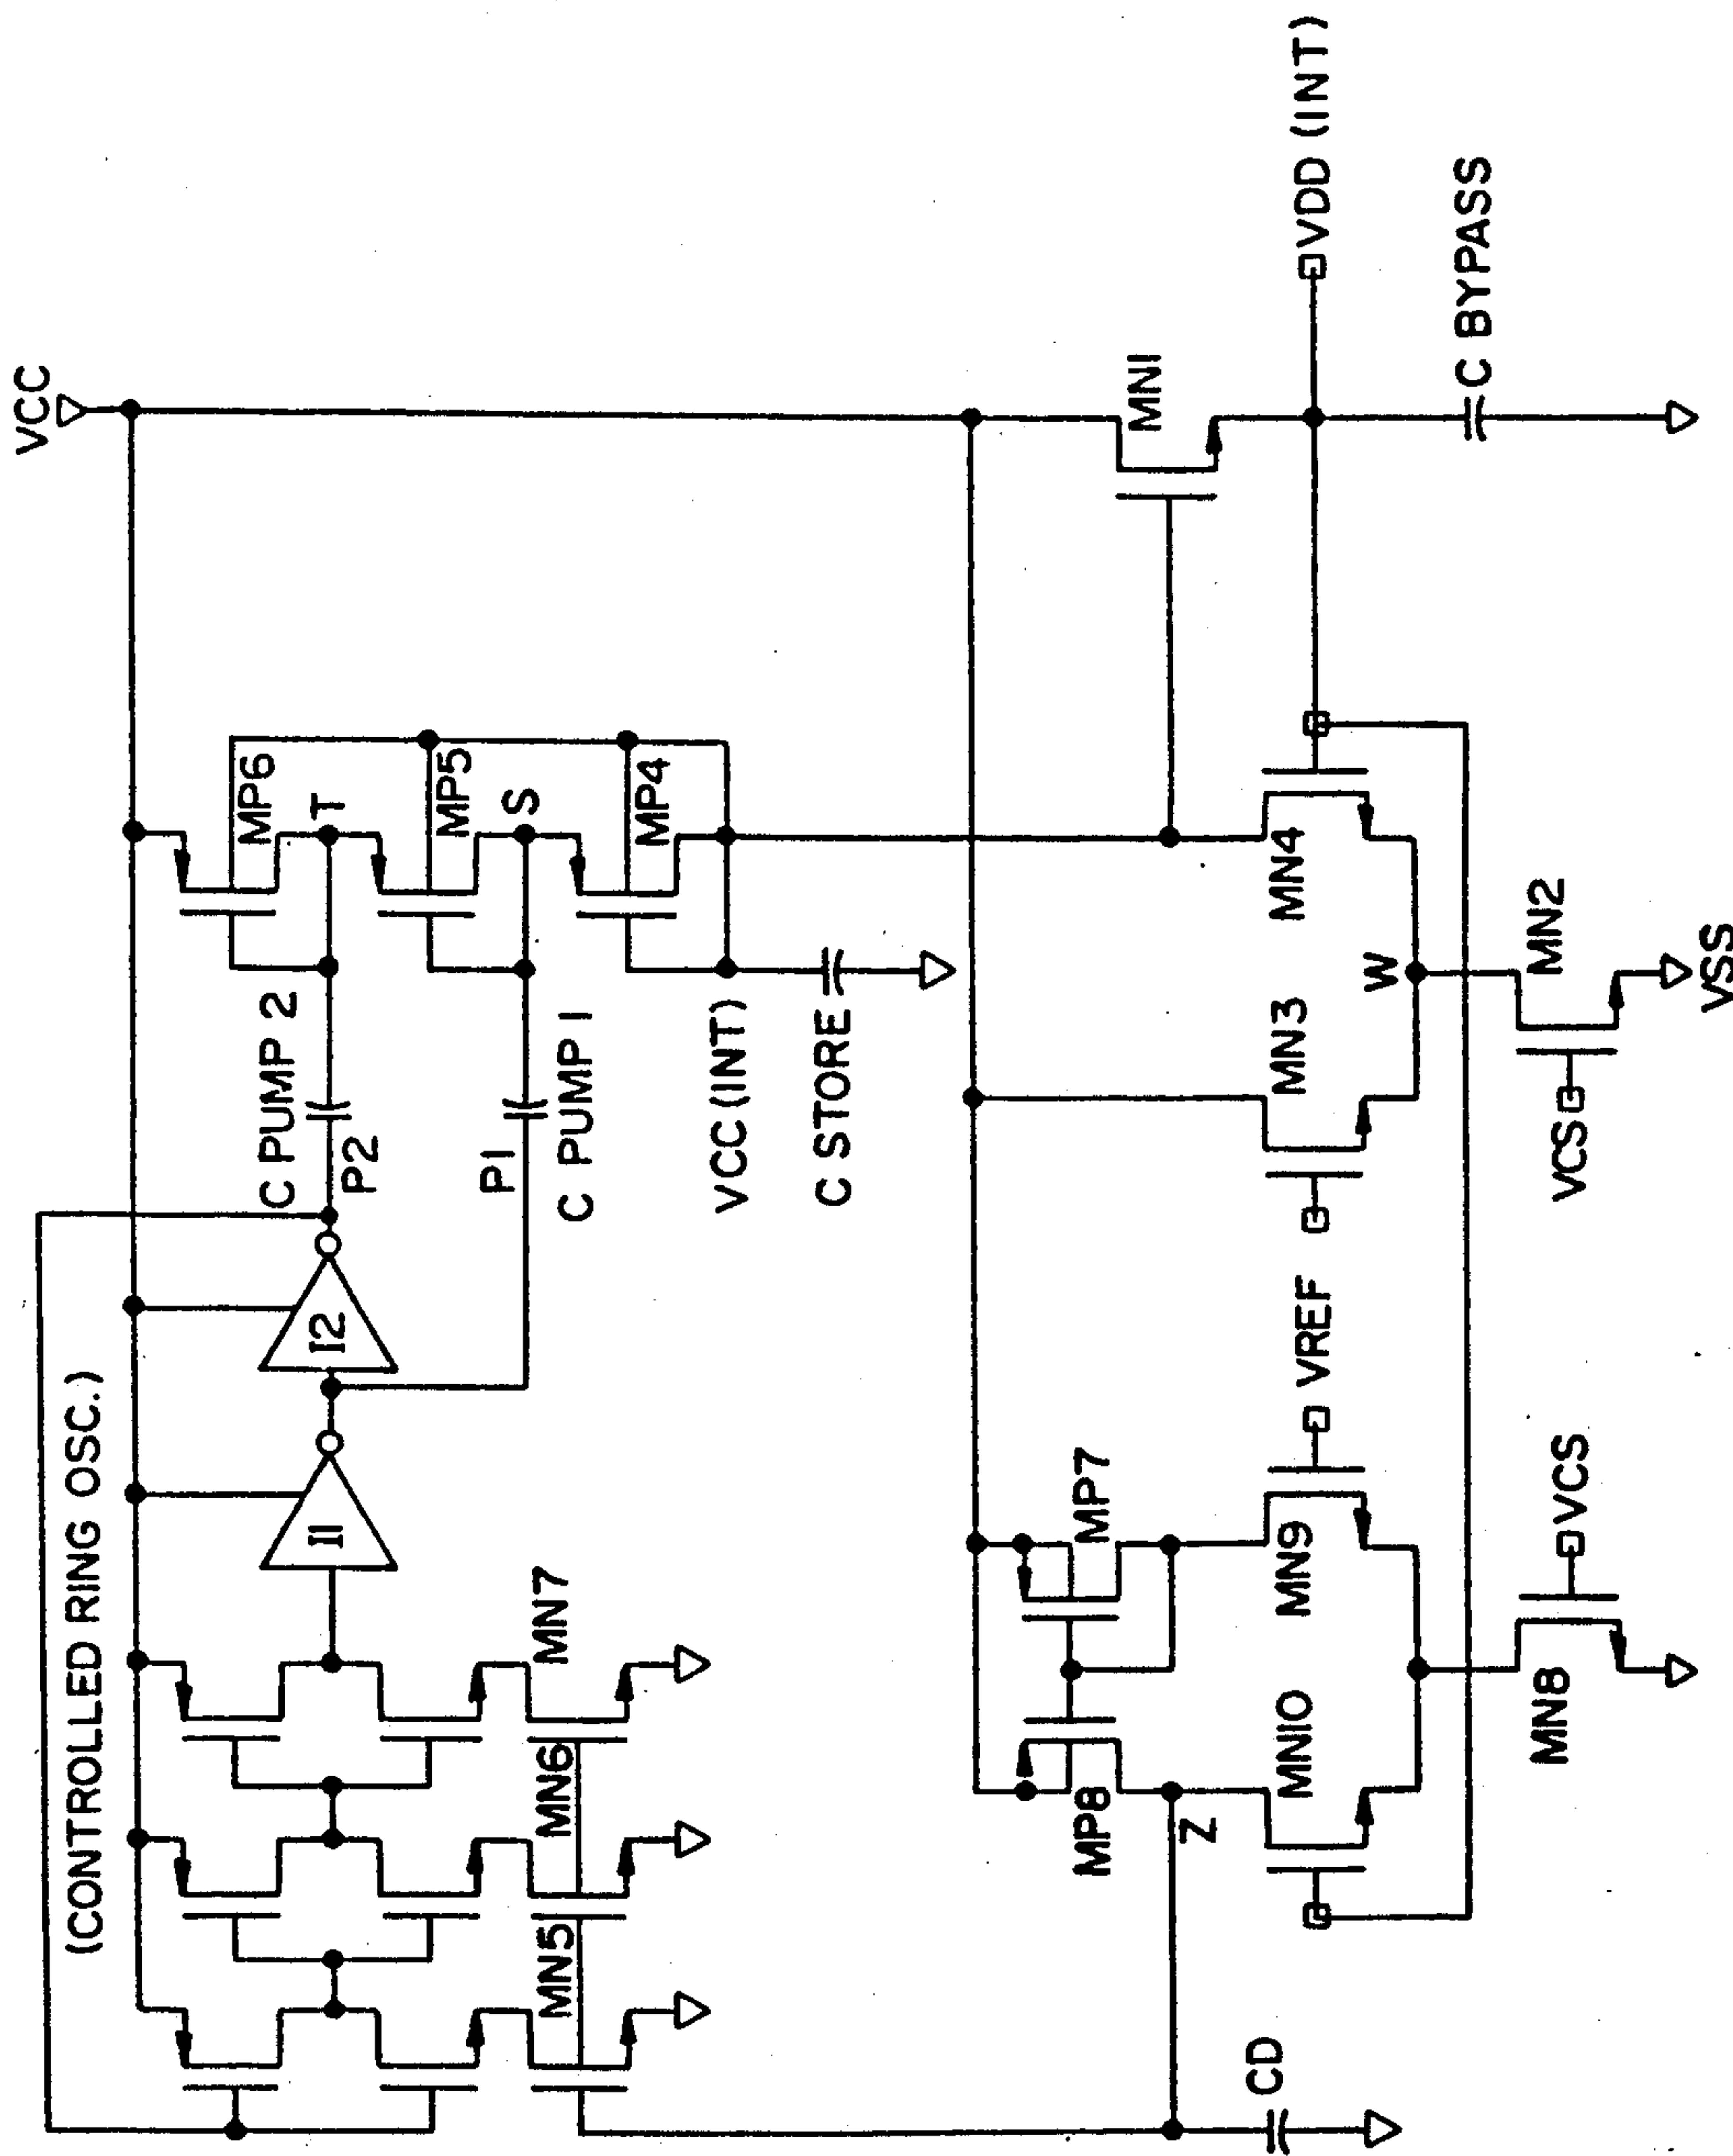 (CONTROLLED RING OSC.)
VCC
I1
I2
C PUMP 2
P2
P1
C PUMP 1
MP6
T
MP5
S
MP4
MN5
MN6
MN7
VCC (INT)
C STORE
MN1
VDD (INT)
C BYPASS
MP8
MP7
Z
CD
MN10
MN9
VREF
MN3
MN4
W
MN8
VCS
VCS
MN2
VSS